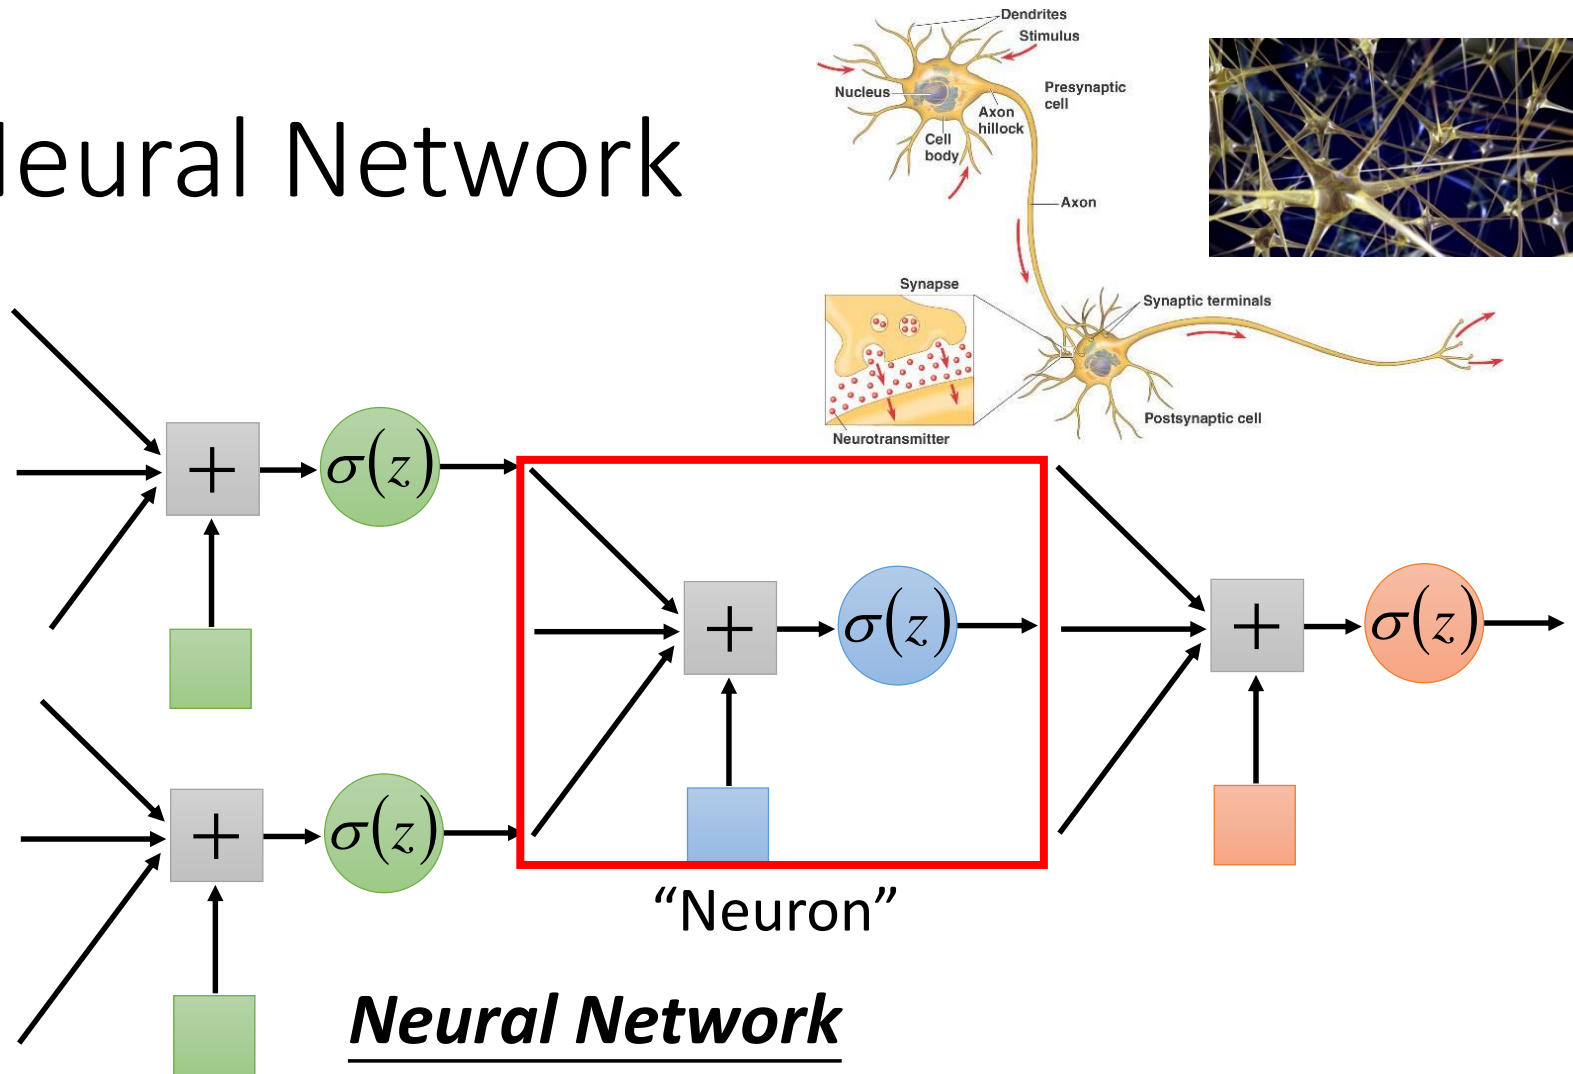 Neural Network
Dendrites
Stimulus
Nucleus
Presynaptic
cell
Axon
hillock
Cell
body
Axon
Synapse
Synaptic terminals
Postsynaptic cell
Neurotransmitter
+
σ(z)
+
σ(z)
+
σ(z)
+
σ(z)
“Neuron”
Neural Network